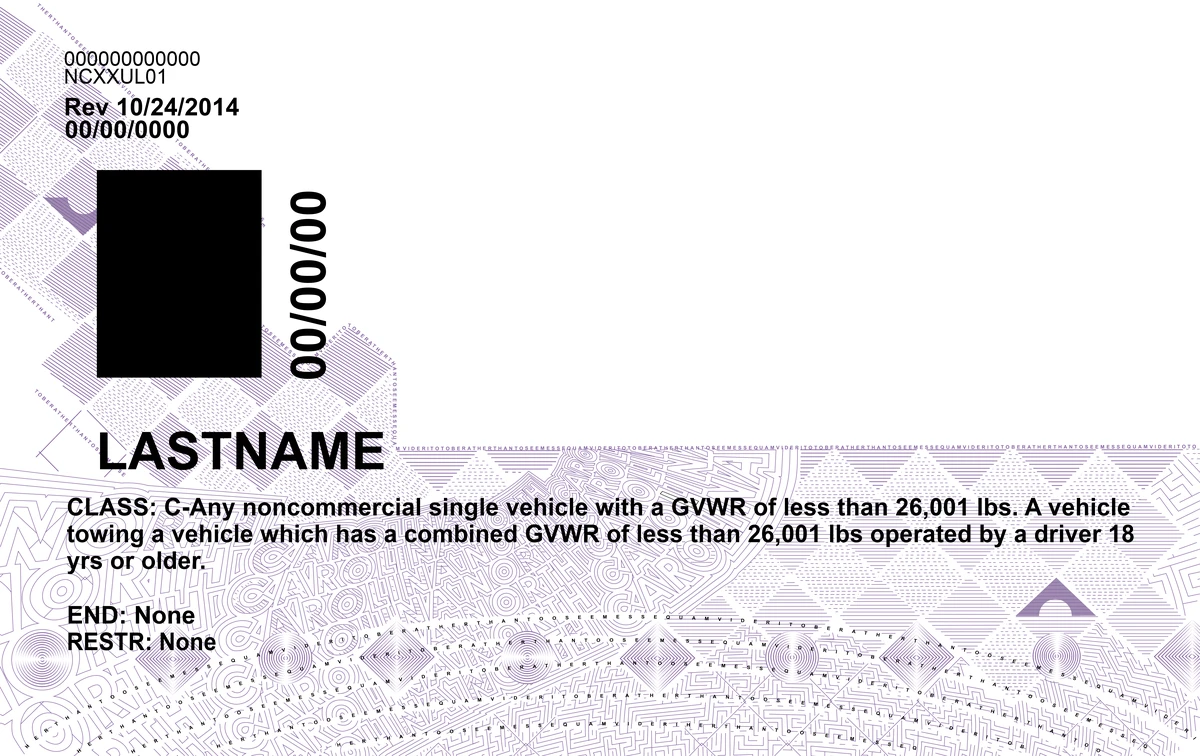 000000000000
NCXXUL01
Rev 10/24/2014
00/00/0000
00/00/00
LASTNAME
CLASS: C-Any noncommercial single vehicle with a GVWR of less than 26,001 lbs. A vehicle
towing a vehicle which has a combined GVWR of less than 26,001 lbs operated by a driver 18
yrs or older.
END: None
RESTR: None